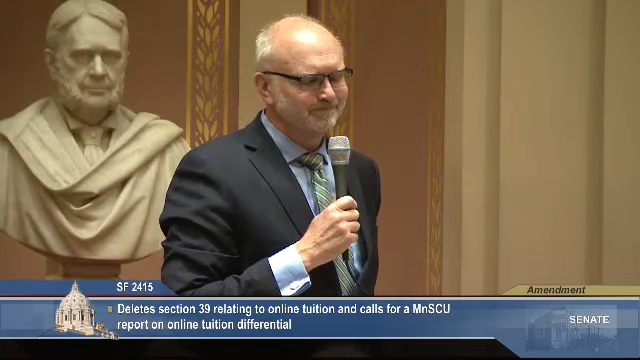 SF 2415
Amendment
Deletes section 39 relating to online tuition and calls for a MnSCU
report on online tuition differential
SENATE